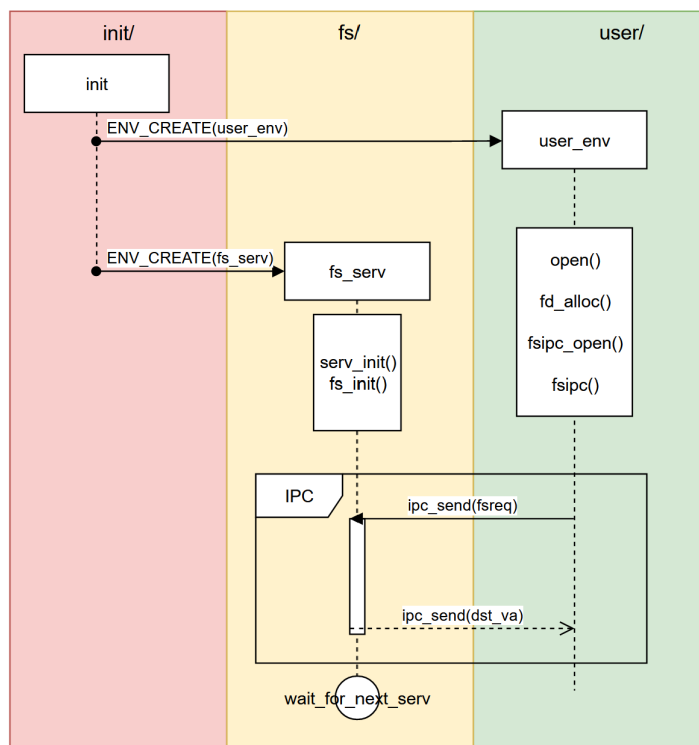 init/
fs/
user/
init
ENV_CREATE(user_env)
user_env
ENV_CREATE(fs_serv)
fs_serv
open()
fd_alloc()
fsipc_open()
fsipc()
serv_init()
fs_init()
IPC
ipc_send(fsreq)
ipc_send(dst_va)
wait_for_next_serv